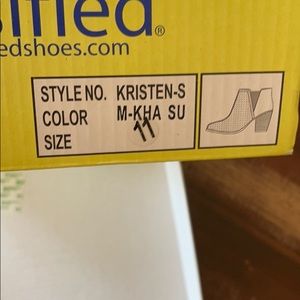 sified®
edshoes.com
STYLE NO. KRISTEN-S
COLOR M-KHA SU
SIZE 11